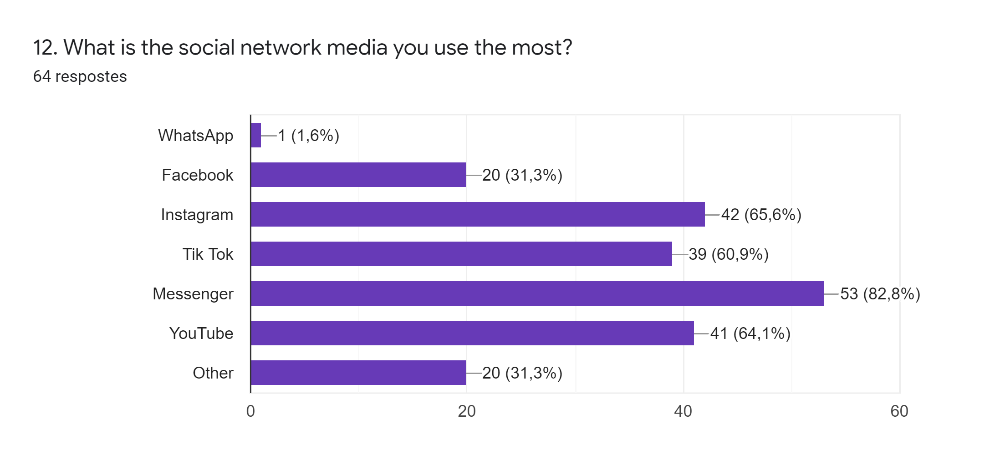 12. What is the social network media you use the most?
64 respostes
WhatsApp 1 (1,6%)
Facebook 20 (31,3%)
Instagram 42 (65,6%)
Tik Tok 39 (60,9%)
Messenger 53 (82,8%)
YouTube 41 (64,1%)
Other 20 (31,3%)
0 20 40 60